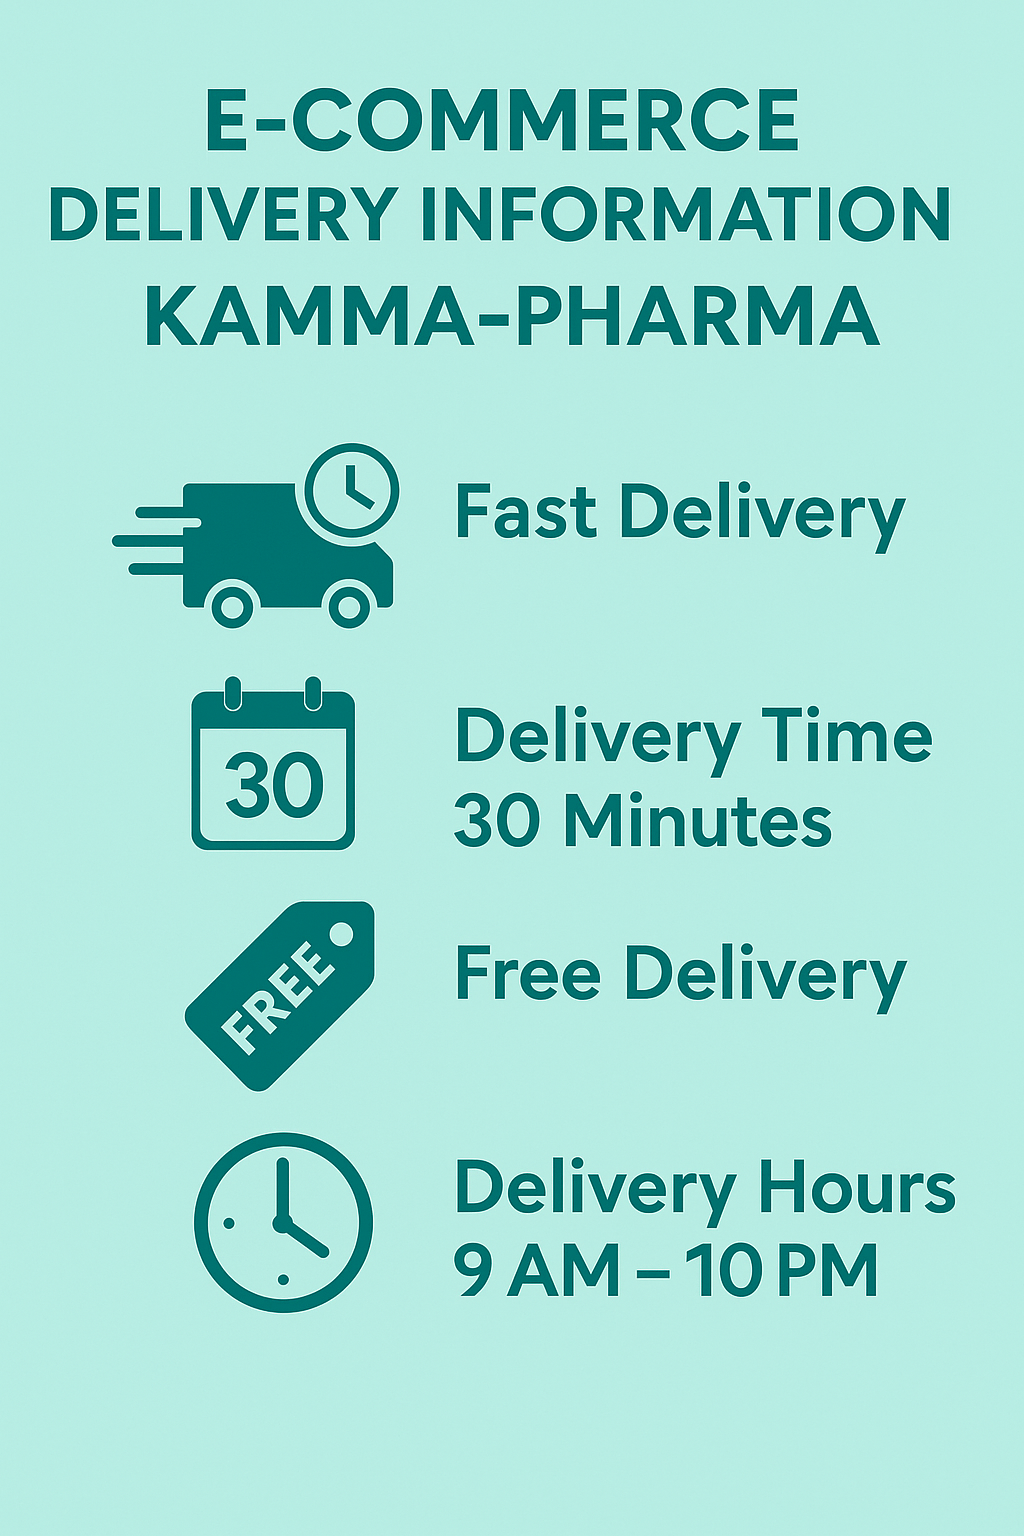 E-COMMERCE
DELIVERY INFORMATION
KAMMA-PHARMA
Fast Delivery
30
Delivery Time
30 Minutes
FREE
Free Delivery
Delivery Hours
9 AM – 10 PM